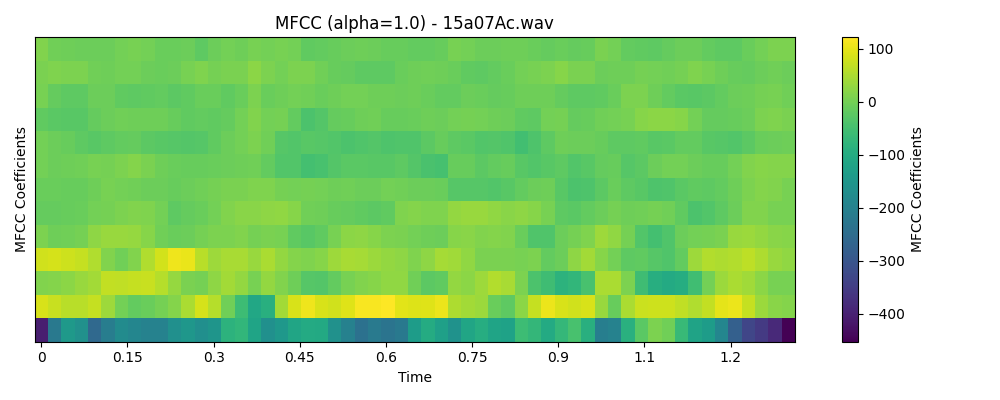 MFCC (alpha=1.0) - 15a07Ac.wav
MFCC Coefficients
0 0.15 0.3 0.45 0.6 0.75 0.9 1.1 1.2
Time
100
0
−100
−200
−300
−400
MFCC Coefficients